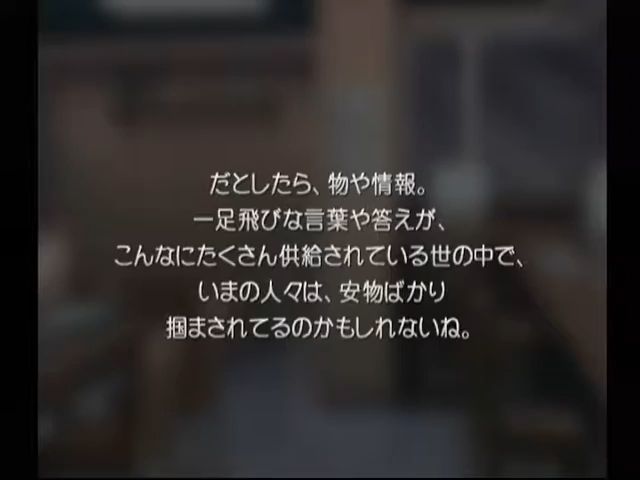 だとしたら、物や情報。
一足飛びな言葉や答えが、
こんなにたくさん供給されている世の中で、
いまの人々は、安物ばかり
掴まされてるのかもしれないね。